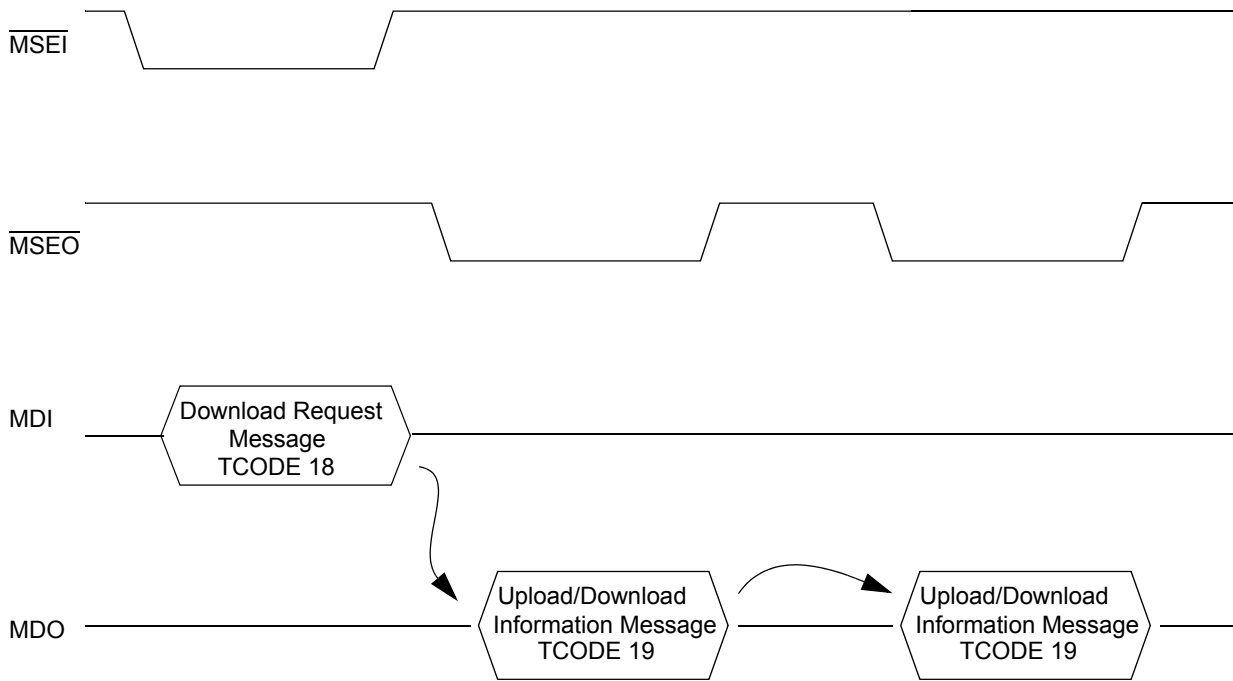 MSEI
MSEO
MDI
Download Request
Message
TCODE 18
MDO
Upload/Download
Information Message
TCODE 19
Upload/Download
Information Message
TCODE 19